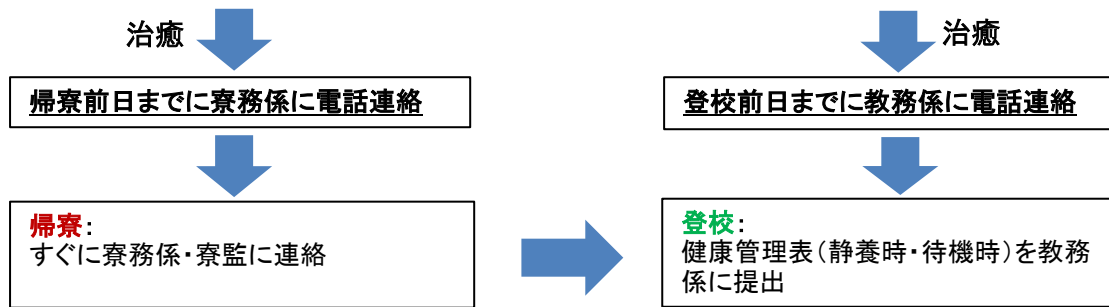 治癒
治癒
帰寮前日までに寮務係に電話連絡
登校前日までに教務係に電話連絡
帰寮：
すぐに寮務係・寮監に連絡
登校：
健康管理表（静養時・待機時）を教務
係に提出